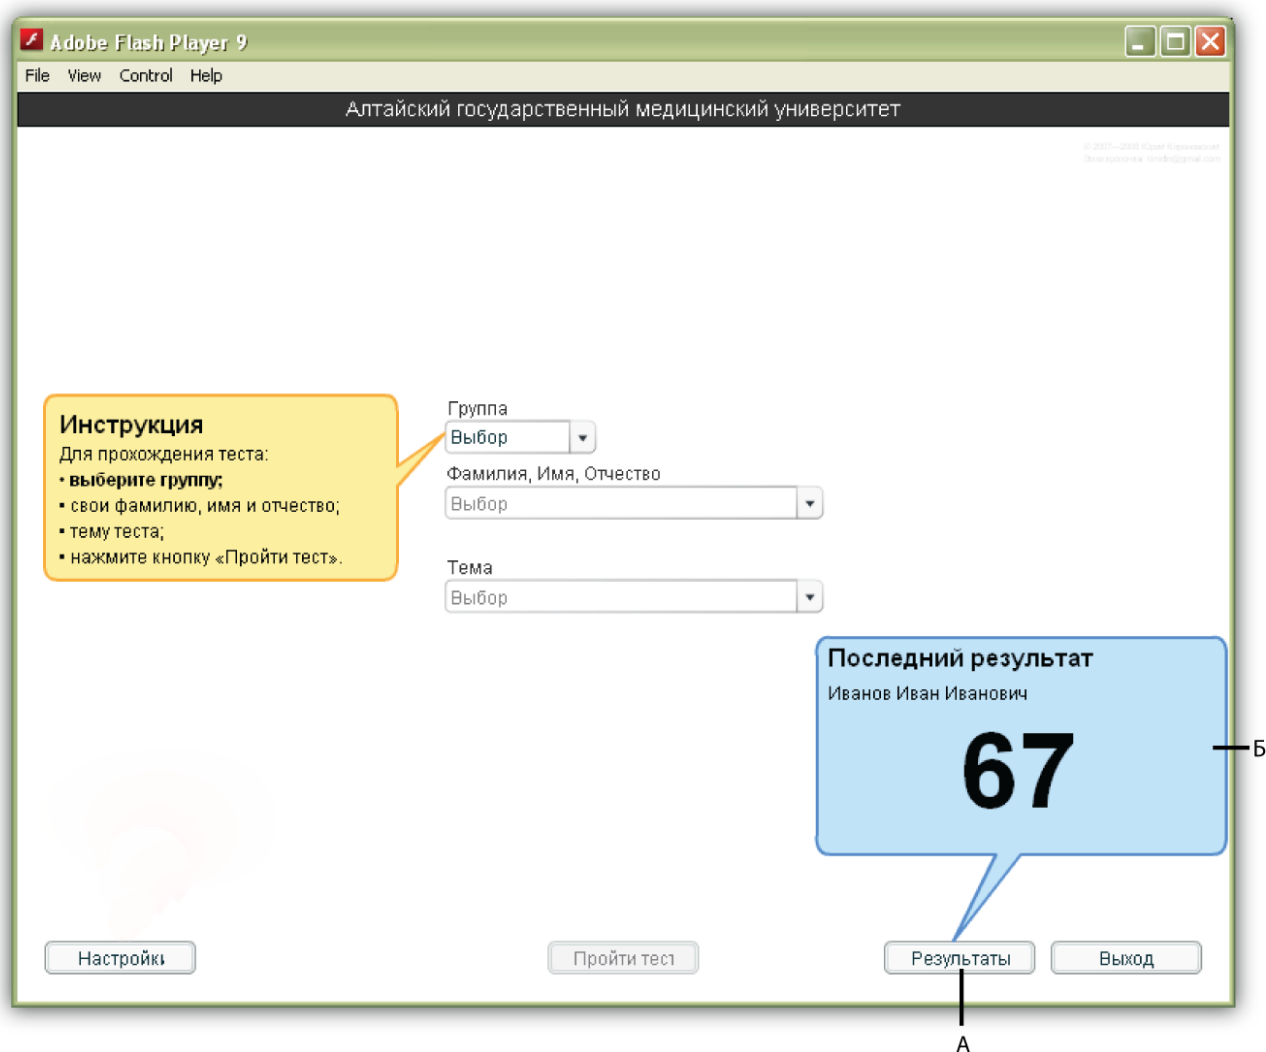 Adobe Flash Player 9
File View Control Help
Алтайский государственный медицинский университет
Инструкция
Для прохождения теста:
• выберите группу;
• свои фамилию, имя и отчество;
• тему теста;
• нажмите кнопку «Пройти тест».
Группа
Выбор
Фамилия, Имя, Отчество
Выбор
Тема
Выбор
Последний результат
Иванов Иван Иванович
67
Б
Настройки
Пройти тест
Результаты
Выход
А